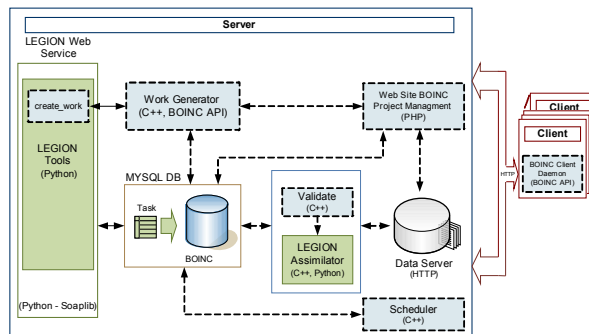 Server
LEGION Web
Service
create_work
LEGION
Tools
(Python)
(Python - Soaplib)
Work Generator
(C++, BOINC API)
Web Site BOINC
Project Managment
(PHP)
MYSQL DB
Task
BOINC
Validate
(C++)
LEGION
Assimilator
(C++, Python)
Data Server
(HTTP)
Scheduler
(C++)
HTTP
Client
Client
BOINC Client
Daemon
(BOINC API)